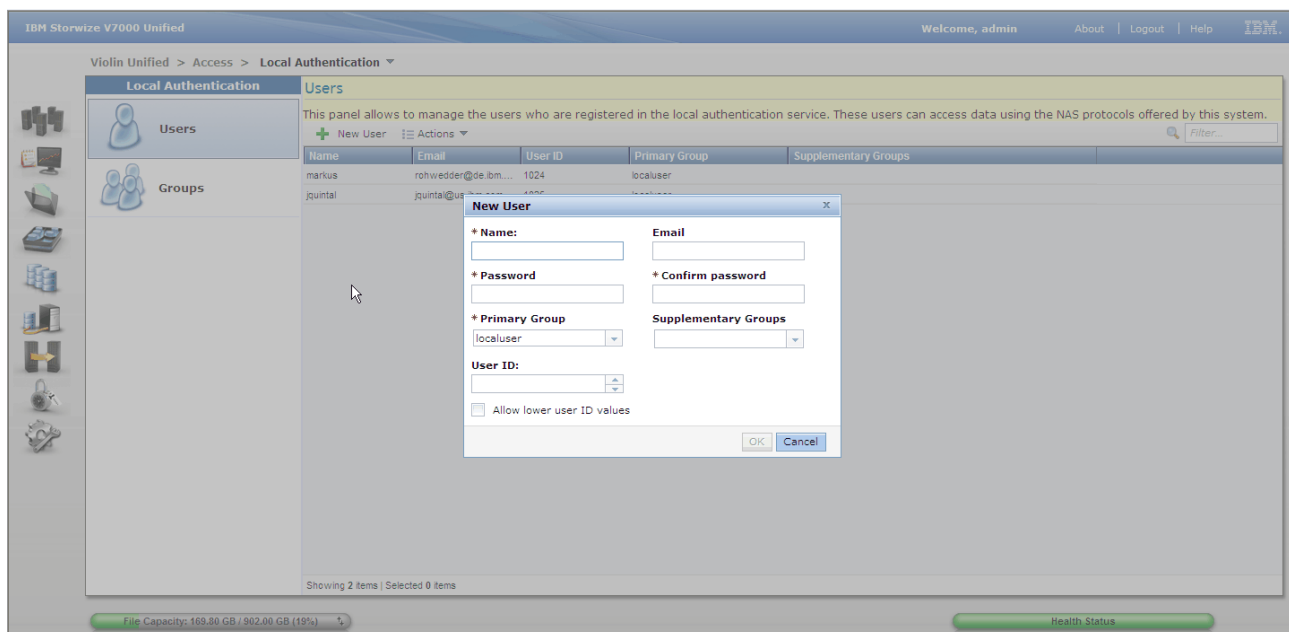 IBM Storwize V7000 Unified
Welcome, admin
About | Logout | Help
IBM.
Violin Unified > Access > Local Authentication
Local Authentication
Users
Groups
Users
This panel allows to manage the users who are registered in the local authentication service. These users can access data using the NAS protocols offered by this system.
New User Actions
Filter...
Name Email User ID Primary Group Supplementary Groups
markus rohwedder@de.ibm.... 1024 localuser
jquintal jquintal@us.ibm.com
New User x
* Name: Email
* Password * Confirm password
* Primary Group Supplementary Groups
localuser
User ID:
Allow lower user ID values
OK Cancel
Showing 2 items | Selected 0 items
File Capacity: 169.80 GB / 902.00 GB (19%)
Health Status